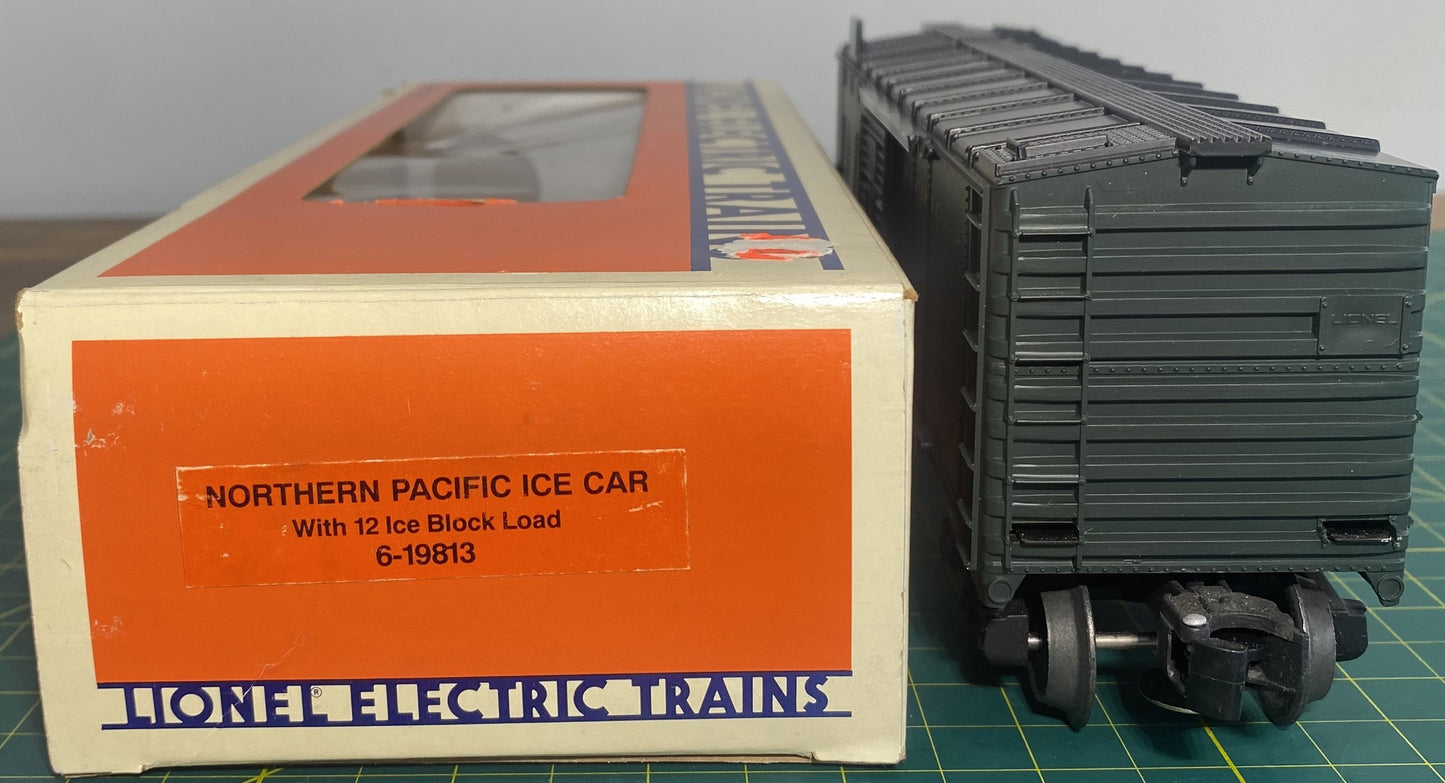 NORTHERN PACIFIC ICE CAR
With 12 Ice Block Load
6-19813
LIONEL® ELECTRIC TRAINS
LIONEL